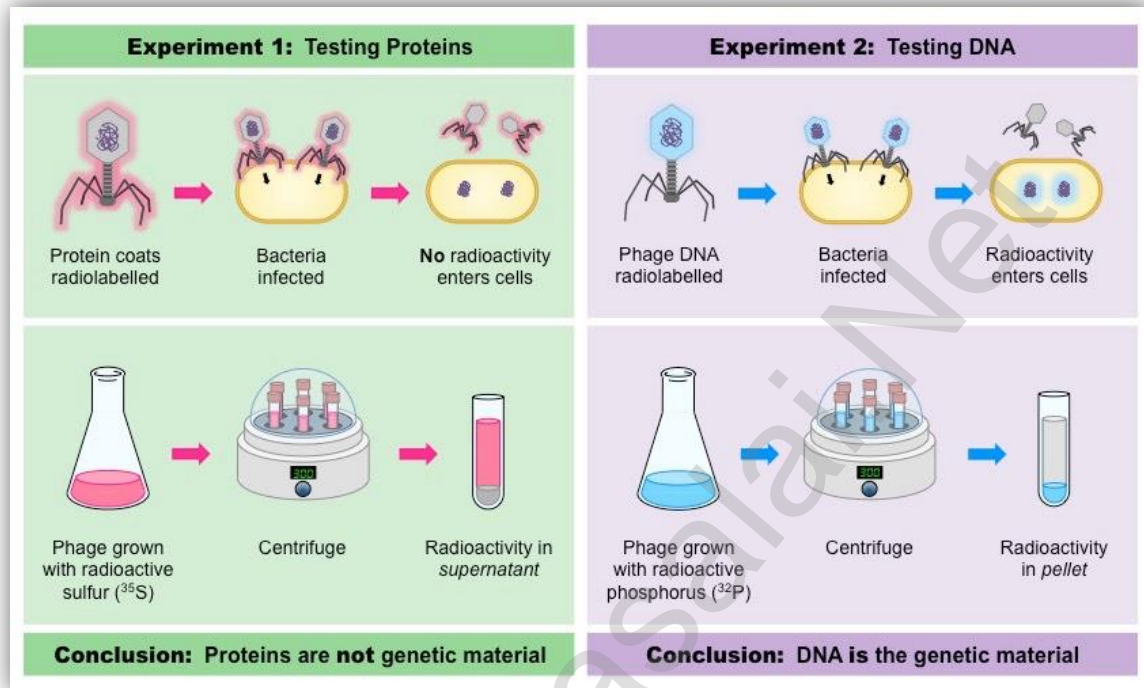 Experiment 1: Testing Proteins
Protein coats
radiolabelled
Bacteria
infected
No radioactivity
enters cells
Phage grown
with radioactive
sulfur (³⁵S)
300
Centrifuge
Radioactivity in
supernatant
Conclusion: Proteins are not genetic material
Experiment 2: Testing DNA
Phage DNA
radiolabelled
Bacteria
infected
Radioactivity
enters cells
Phage grown
with radioactive
phosphorus (³²P)
300
Centrifuge
Radioactivity
in pellet
Conclusion: DNA is the genetic material